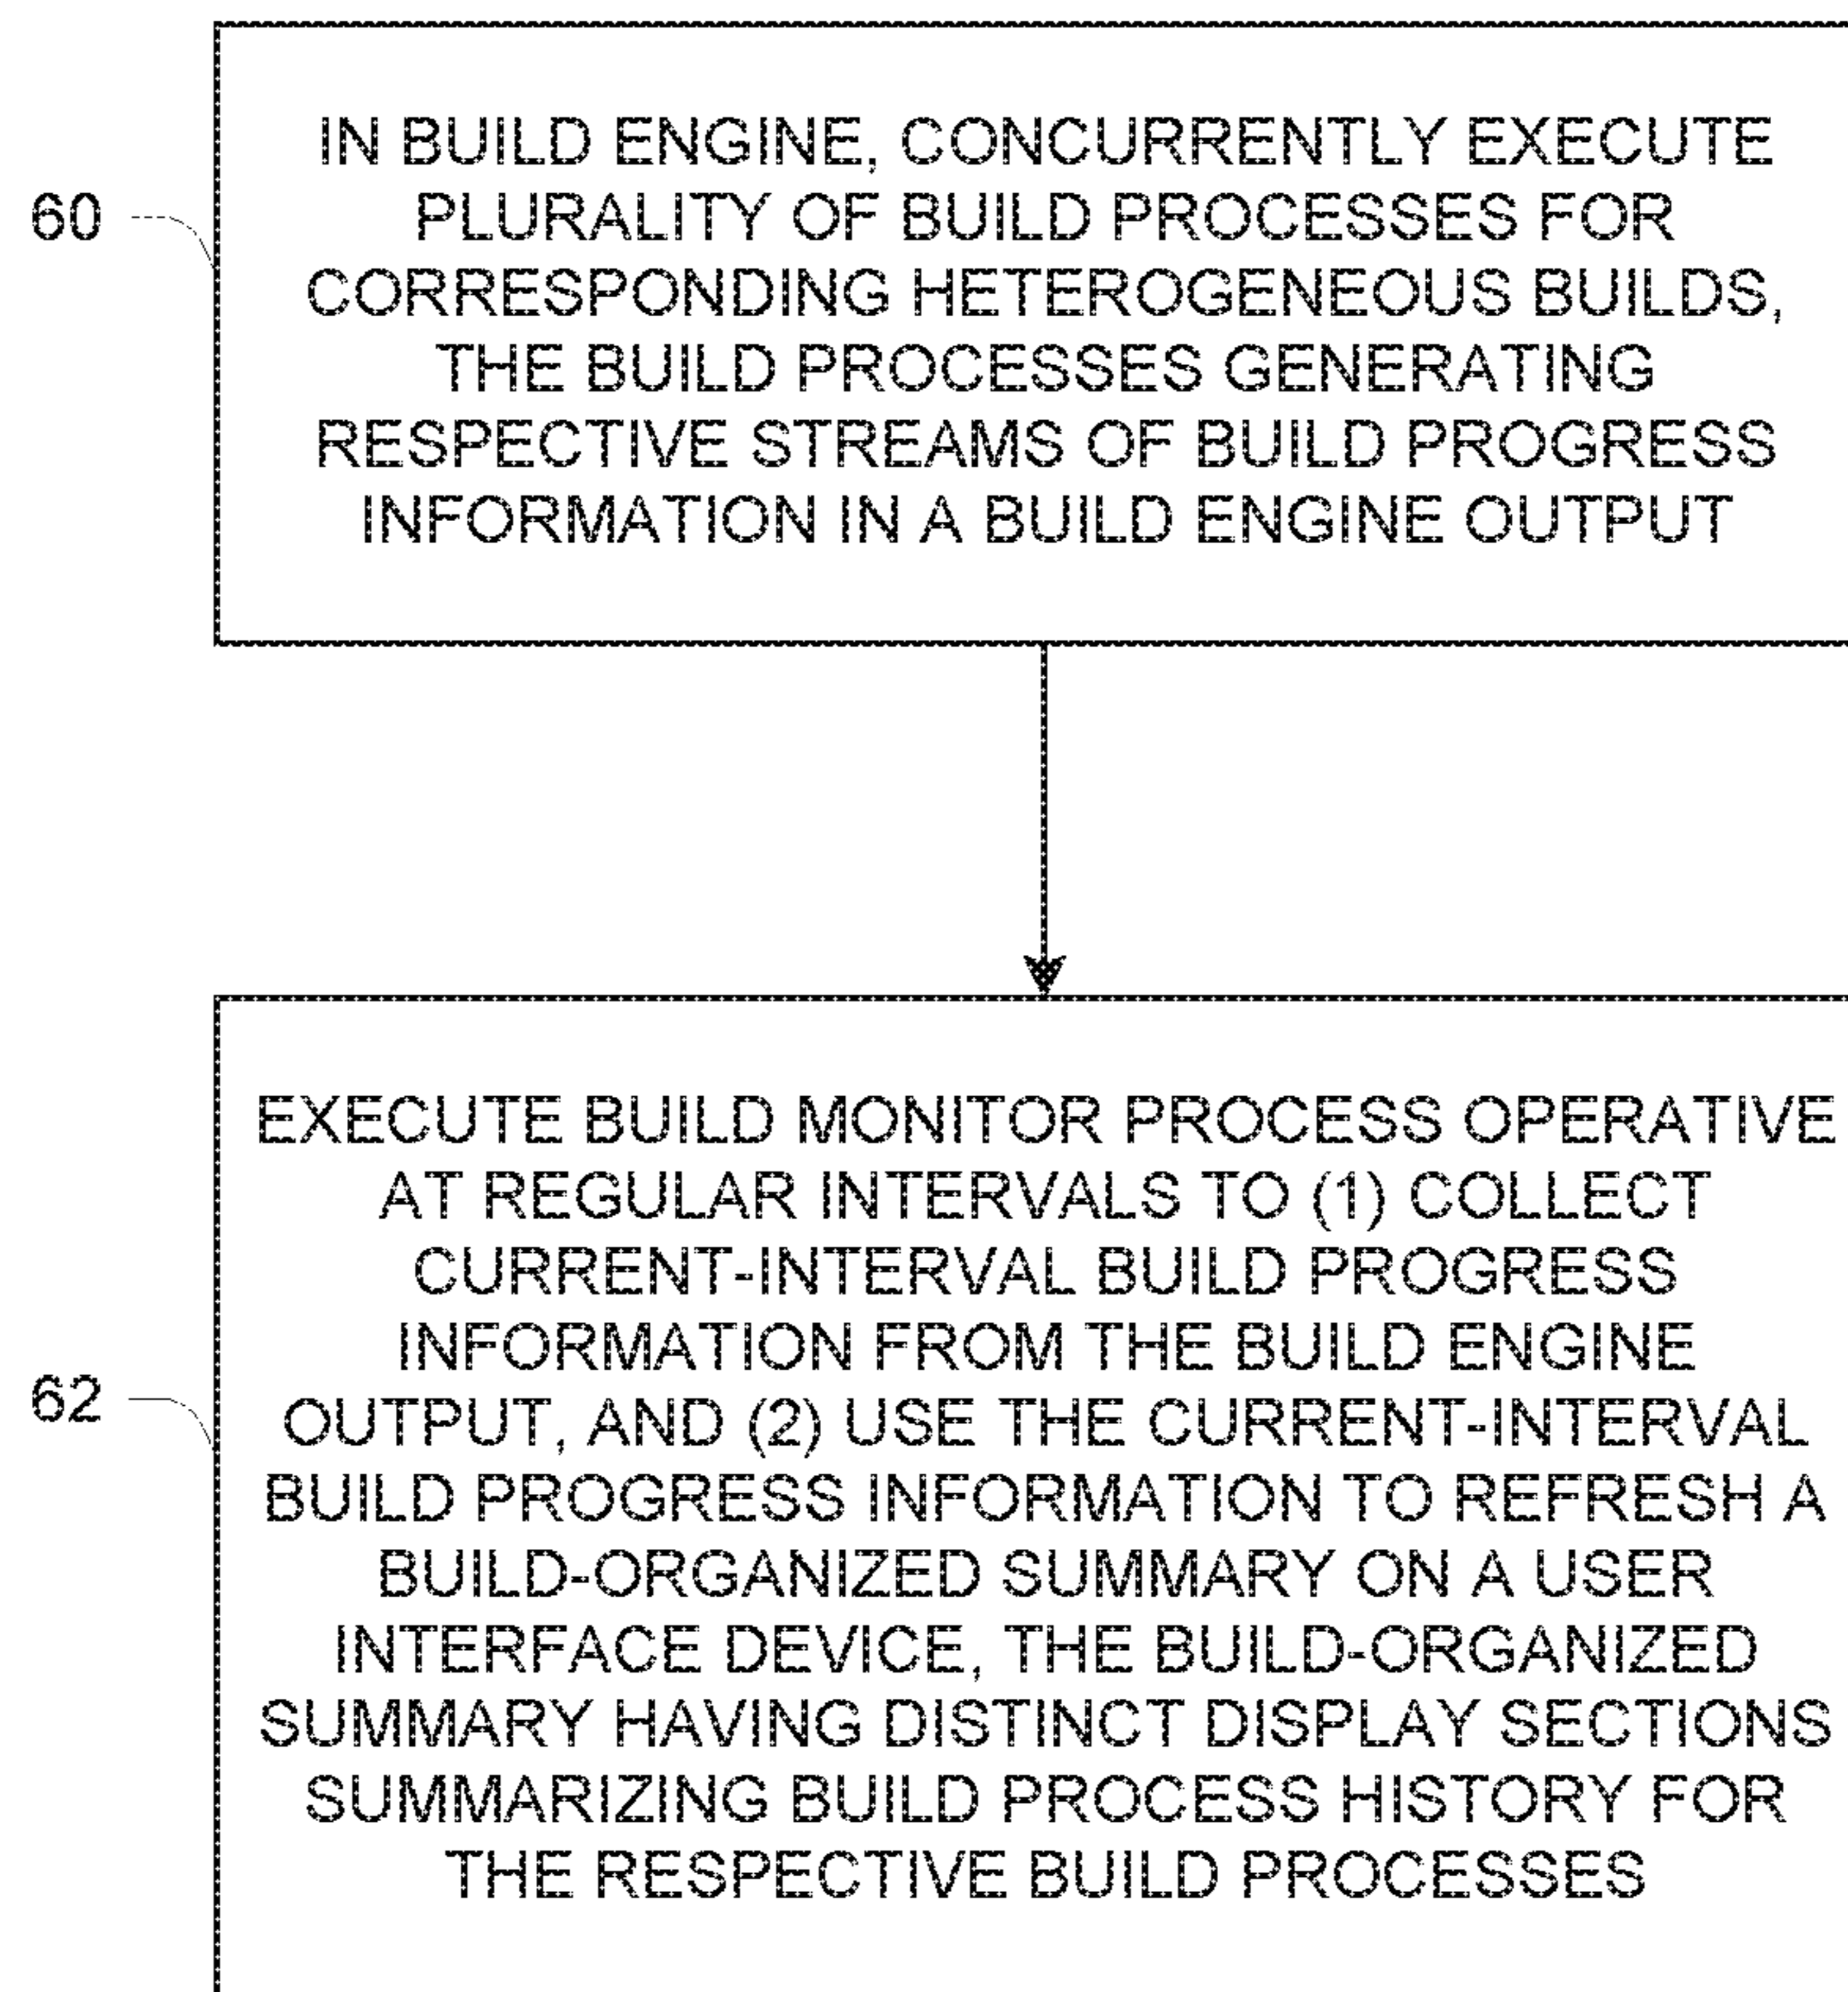 60
IN BUILD ENGINE, CONCURRENTLY EXECUTE
PLURALITY OF BUILD PROCESSES FOR
CORRESPONDING HETEROGENEOUS BUILDS,
THE BUILD PROCESSES GENERATING
RESPECTIVE STREAMS OF BUILD PROGRESS
INFORMATION IN A BUILD ENGINE OUTPUT
62
EXECUTE BUILD MONITOR PROCESS OPERATIVE
AT REGULAR INTERVALS TO (1) COLLECT
CURRENT-INTERVAL BUILD PROGRESS
INFORMATION FROM THE BUILD ENGINE
OUTPUT, AND (2) USE THE CURRENT-INTERVAL
BUILD PROGRESS INFORMATION TO REFRESH A
BUILD-ORGANIZED SUMMARY ON A USER
INTERFACE DEVICE, THE BUILD-ORGANIZED
SUMMARY HAVING DISTINCT DISPLAY SECTIONS
SUMMARIZING BUILD PROCESS HISTORY FOR
THE RESPECTIVE BUILD PROCESSES